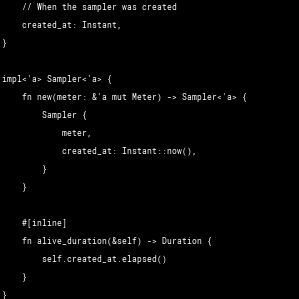 // When the sampler was created
created_at: Instant,
}
impl<'a> Sampler<'a> {
fn new(meter: &'a mut Meter) -> Sampler<'a> {
Sampler {
meter,
created_at: Instant::now(),
}
}
#[inline]
fn alive_duration(&self) -> Duration {
self.created_at.elapsed()
}
}